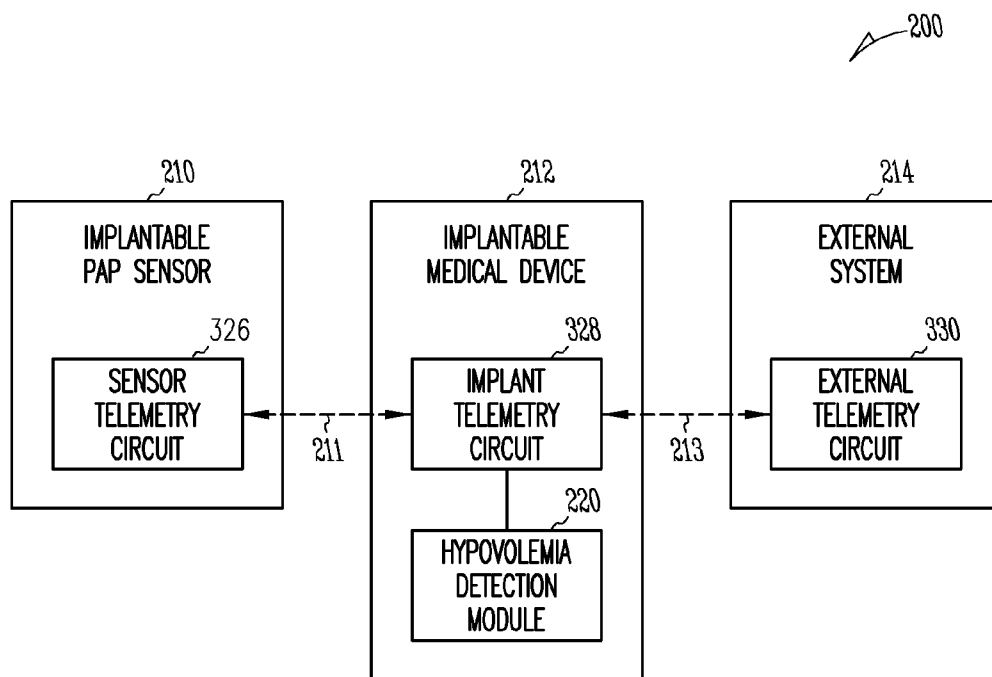 200
210
IMPLANTABLE
PAP SENSOR
326
SENSOR
TELEMETRY
CIRCUIT
211
212
IMPLANTABLE
MEDICAL DEVICE
328
IMPLANT
TELEMETRY
CIRCUIT
220
HYPOVOLEMIA
DETECTION
MODULE
213
214
EXTERNAL
SYSTEM
330
EXTERNAL
TELEMETRY
CIRCUIT